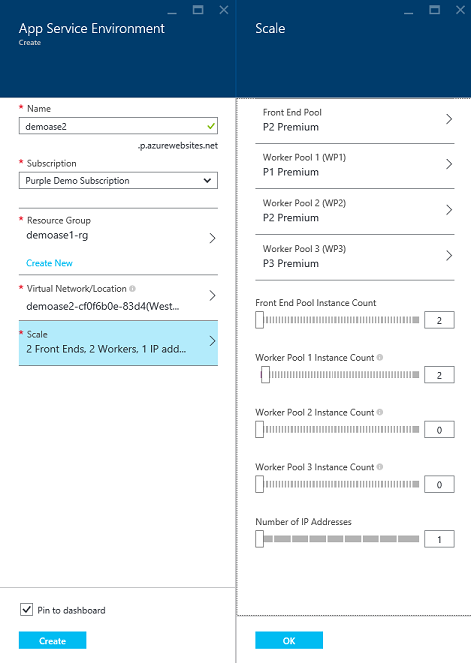 App Service Environment
Create
* Name
demoase2
.p.azurewebsites.net
* Subscription
Purple Demo Subscription
* Resource Group
demoase1-rg
Create New
* Virtual Network/Location
demoase2-cf0f6b0e-83d4(West...
* Scale
2 Front Ends, 2 Workers, 1 IP add...
Pin to dashboard
Create
Scale
Front End Pool
P2 Premium
Worker Pool 1 (WP1)
P1 Premium
Worker Pool 2 (WP2)
P2 Premium
Worker Pool 3 (WP3)
P3 Premium
Front End Pool Instance Count
2
Worker Pool 1 Instance Count
2
Worker Pool 2 Instance Count
0
Worker Pool 3 Instance Count
0
Number of IP Addresses
1
OK